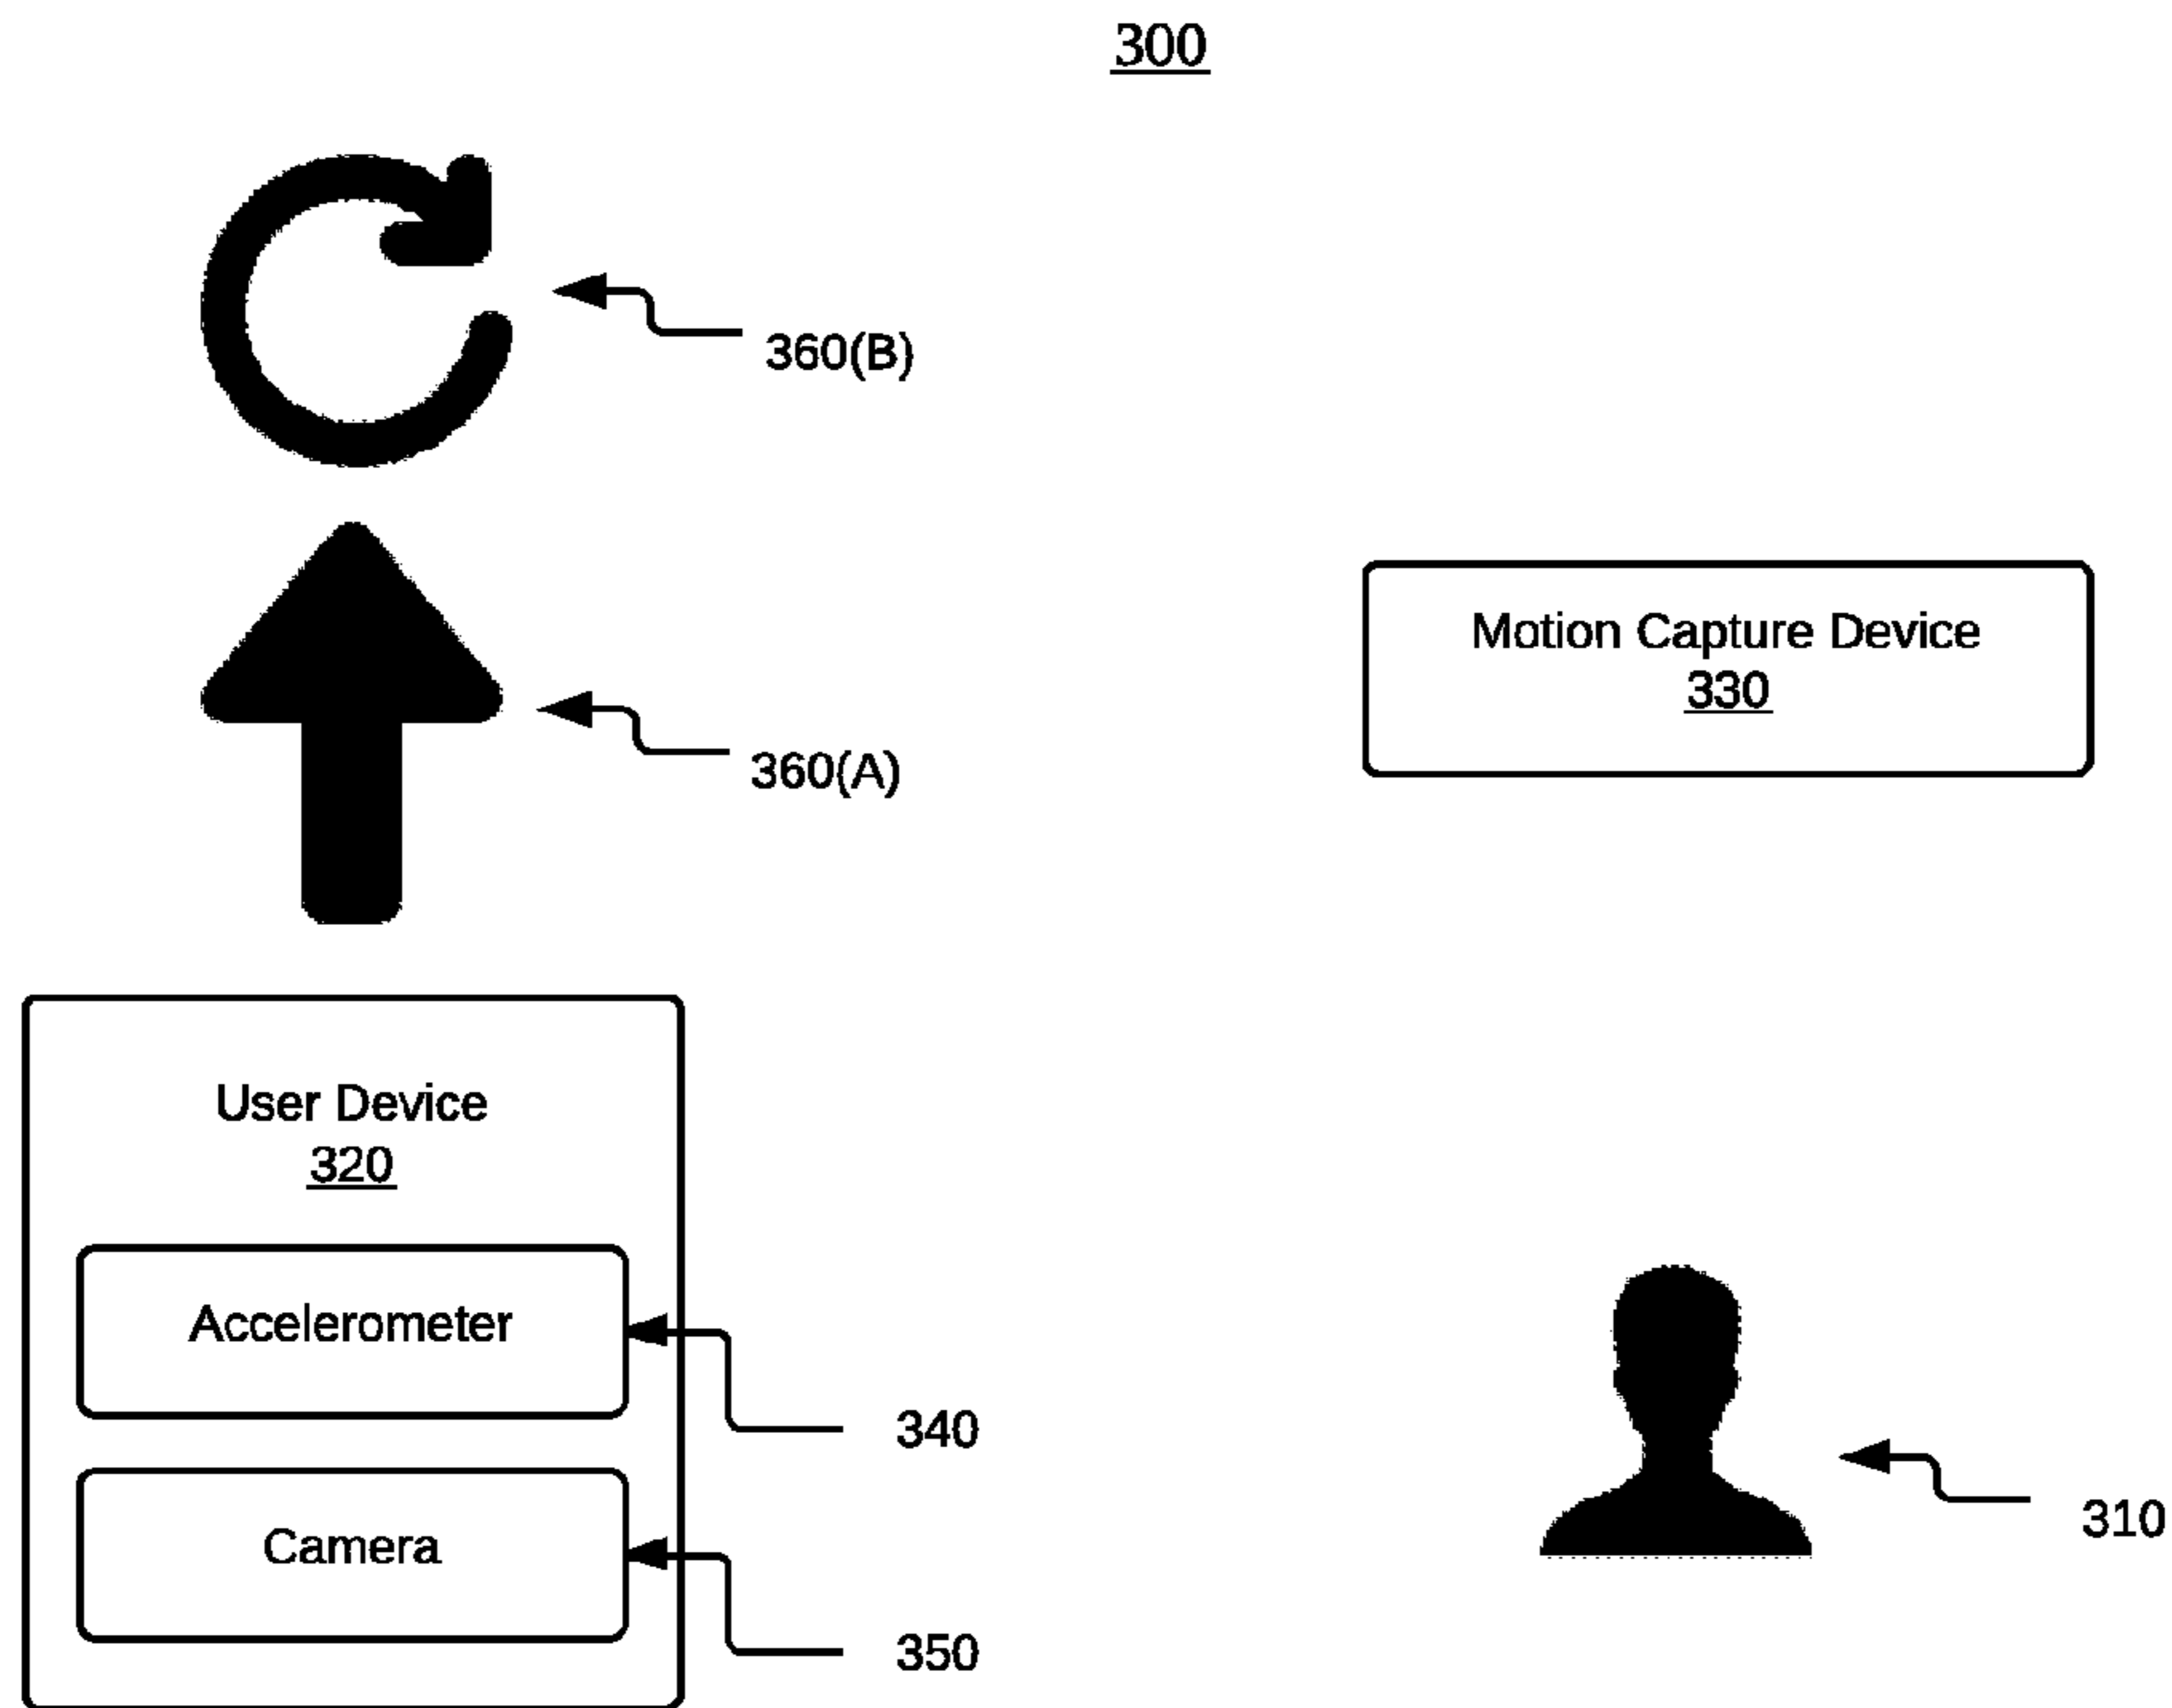 300
360(B)
Motion Capture Device
330
360(A)
User Device
320
Accelerometer
340
Camera
310
350